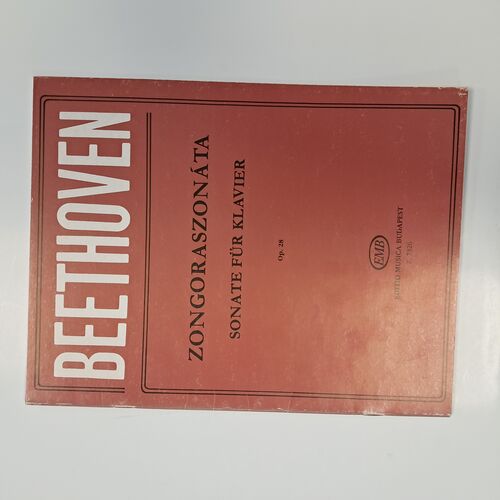 BEETHOVEN
ZONGORASZONÁTA
SONATE FÜR KLAVIER
Op. 28
EMB
EDITIO MUSICA BUDAPEST